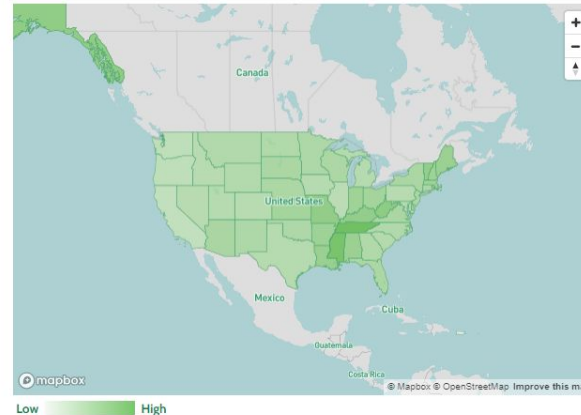 Canada
United States
Mexico
Cuba
Guatemala
Costa Rica
mapbox
© Mapbox © OpenStreetMap Improve this ma
Low High